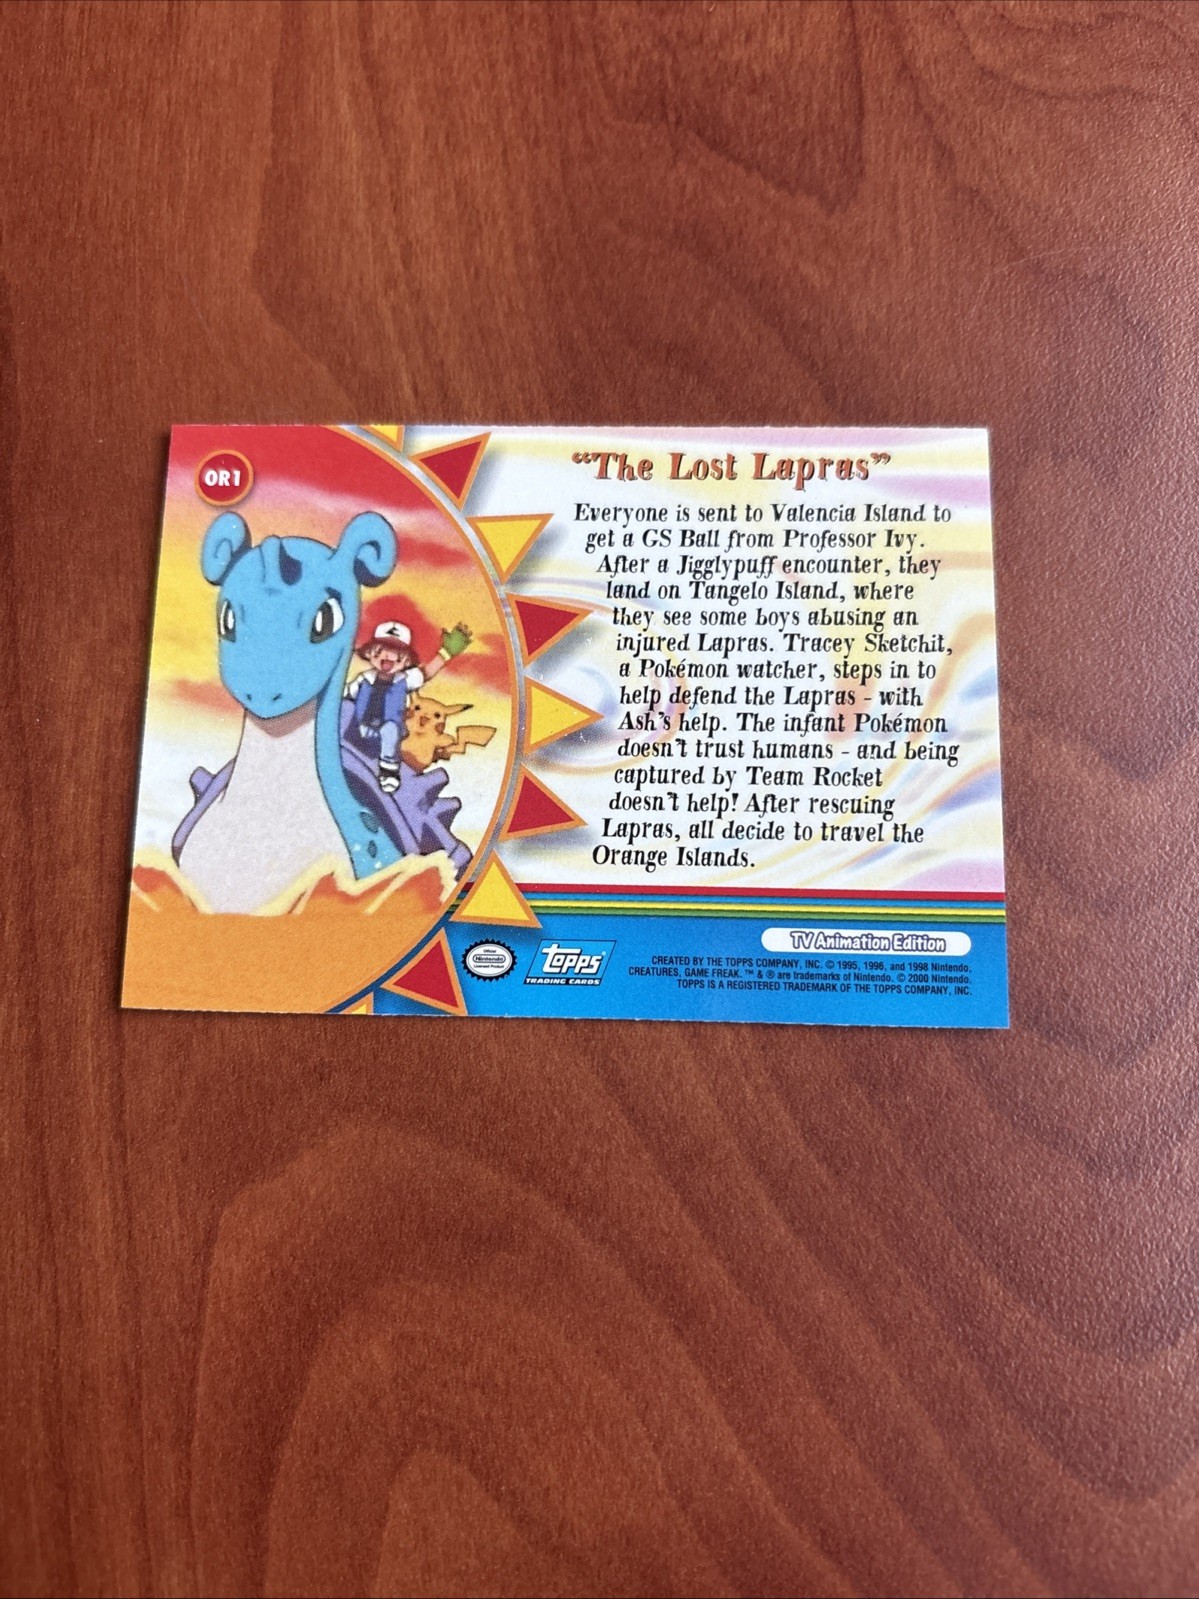 OR1
“The Lost Lapras”
Everyone is sent to Valencia Island to
get a GS Ball from Professor Ivy.
After a Jigglypuff encounter, they
land on Tangelo Island, where
they see some boys abusing an
injured Lapras. Tracey Sketchit,
a Pokémon watcher, steps in to
help defend the Lapras - with
Ash's help. The infant Pokémon
doesn't trust humans - and being
captured by Team Rocket
doesn't help! After rescuing
Lapras, all decide to travel the
Orange Islands.
TV Animation Edition
Official
Nintendo
Licensed Product
topps®
TRADING CARDS
CREATED BY THE TOPPS COMPANY, INC. © 1995, 1996, and 1998 Nintendo,
CREATURES, GAME FREAK. ™ & ® are trademarks of Nintendo. © 2000 Nintendo.
TOPPS IS A REGISTERED TRADEMARK OF THE TOPPS COMPANY, INC.